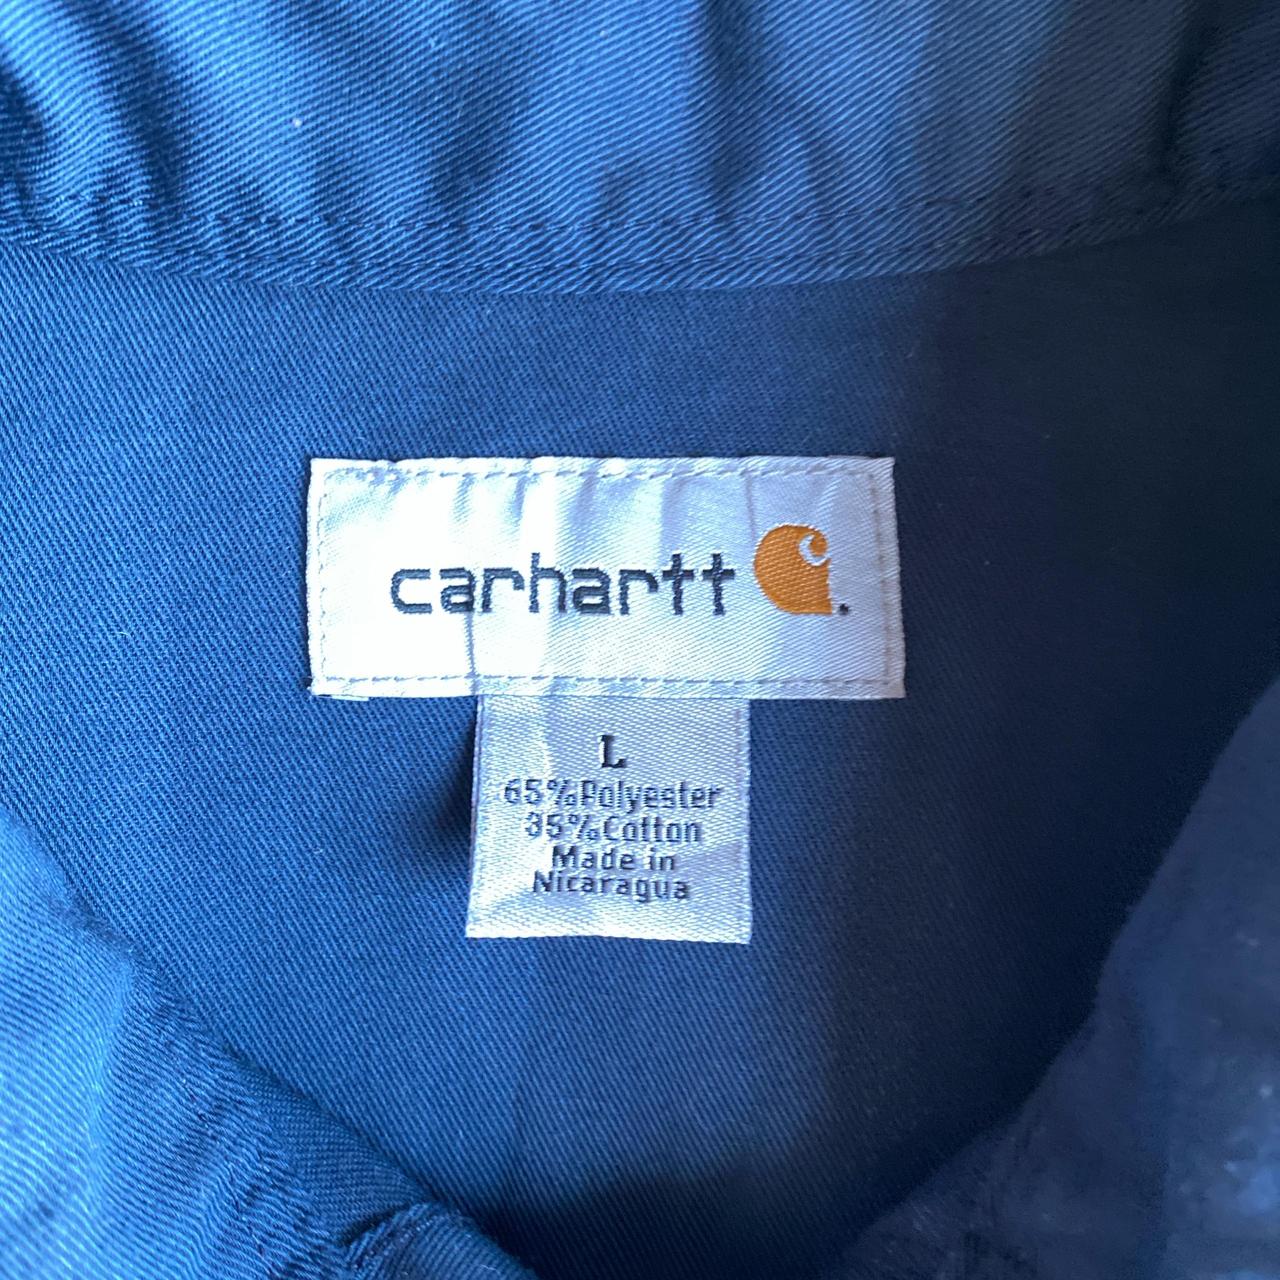 carhartt
L
65%Polyester
35%Cotton
Made in
Nicaragua